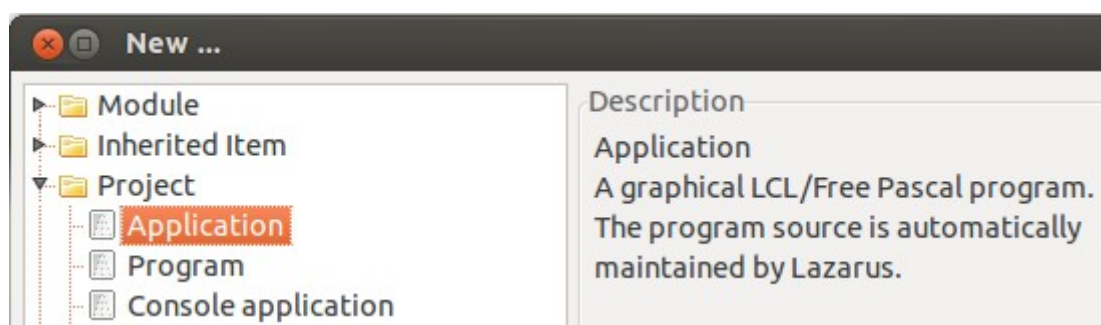 New ...
Module
Inherited Item
Project
Application
Program
Console application
Description
Application
A graphical LCL/Free Pascal program.
The program source is automatically
maintained by Lazarus.